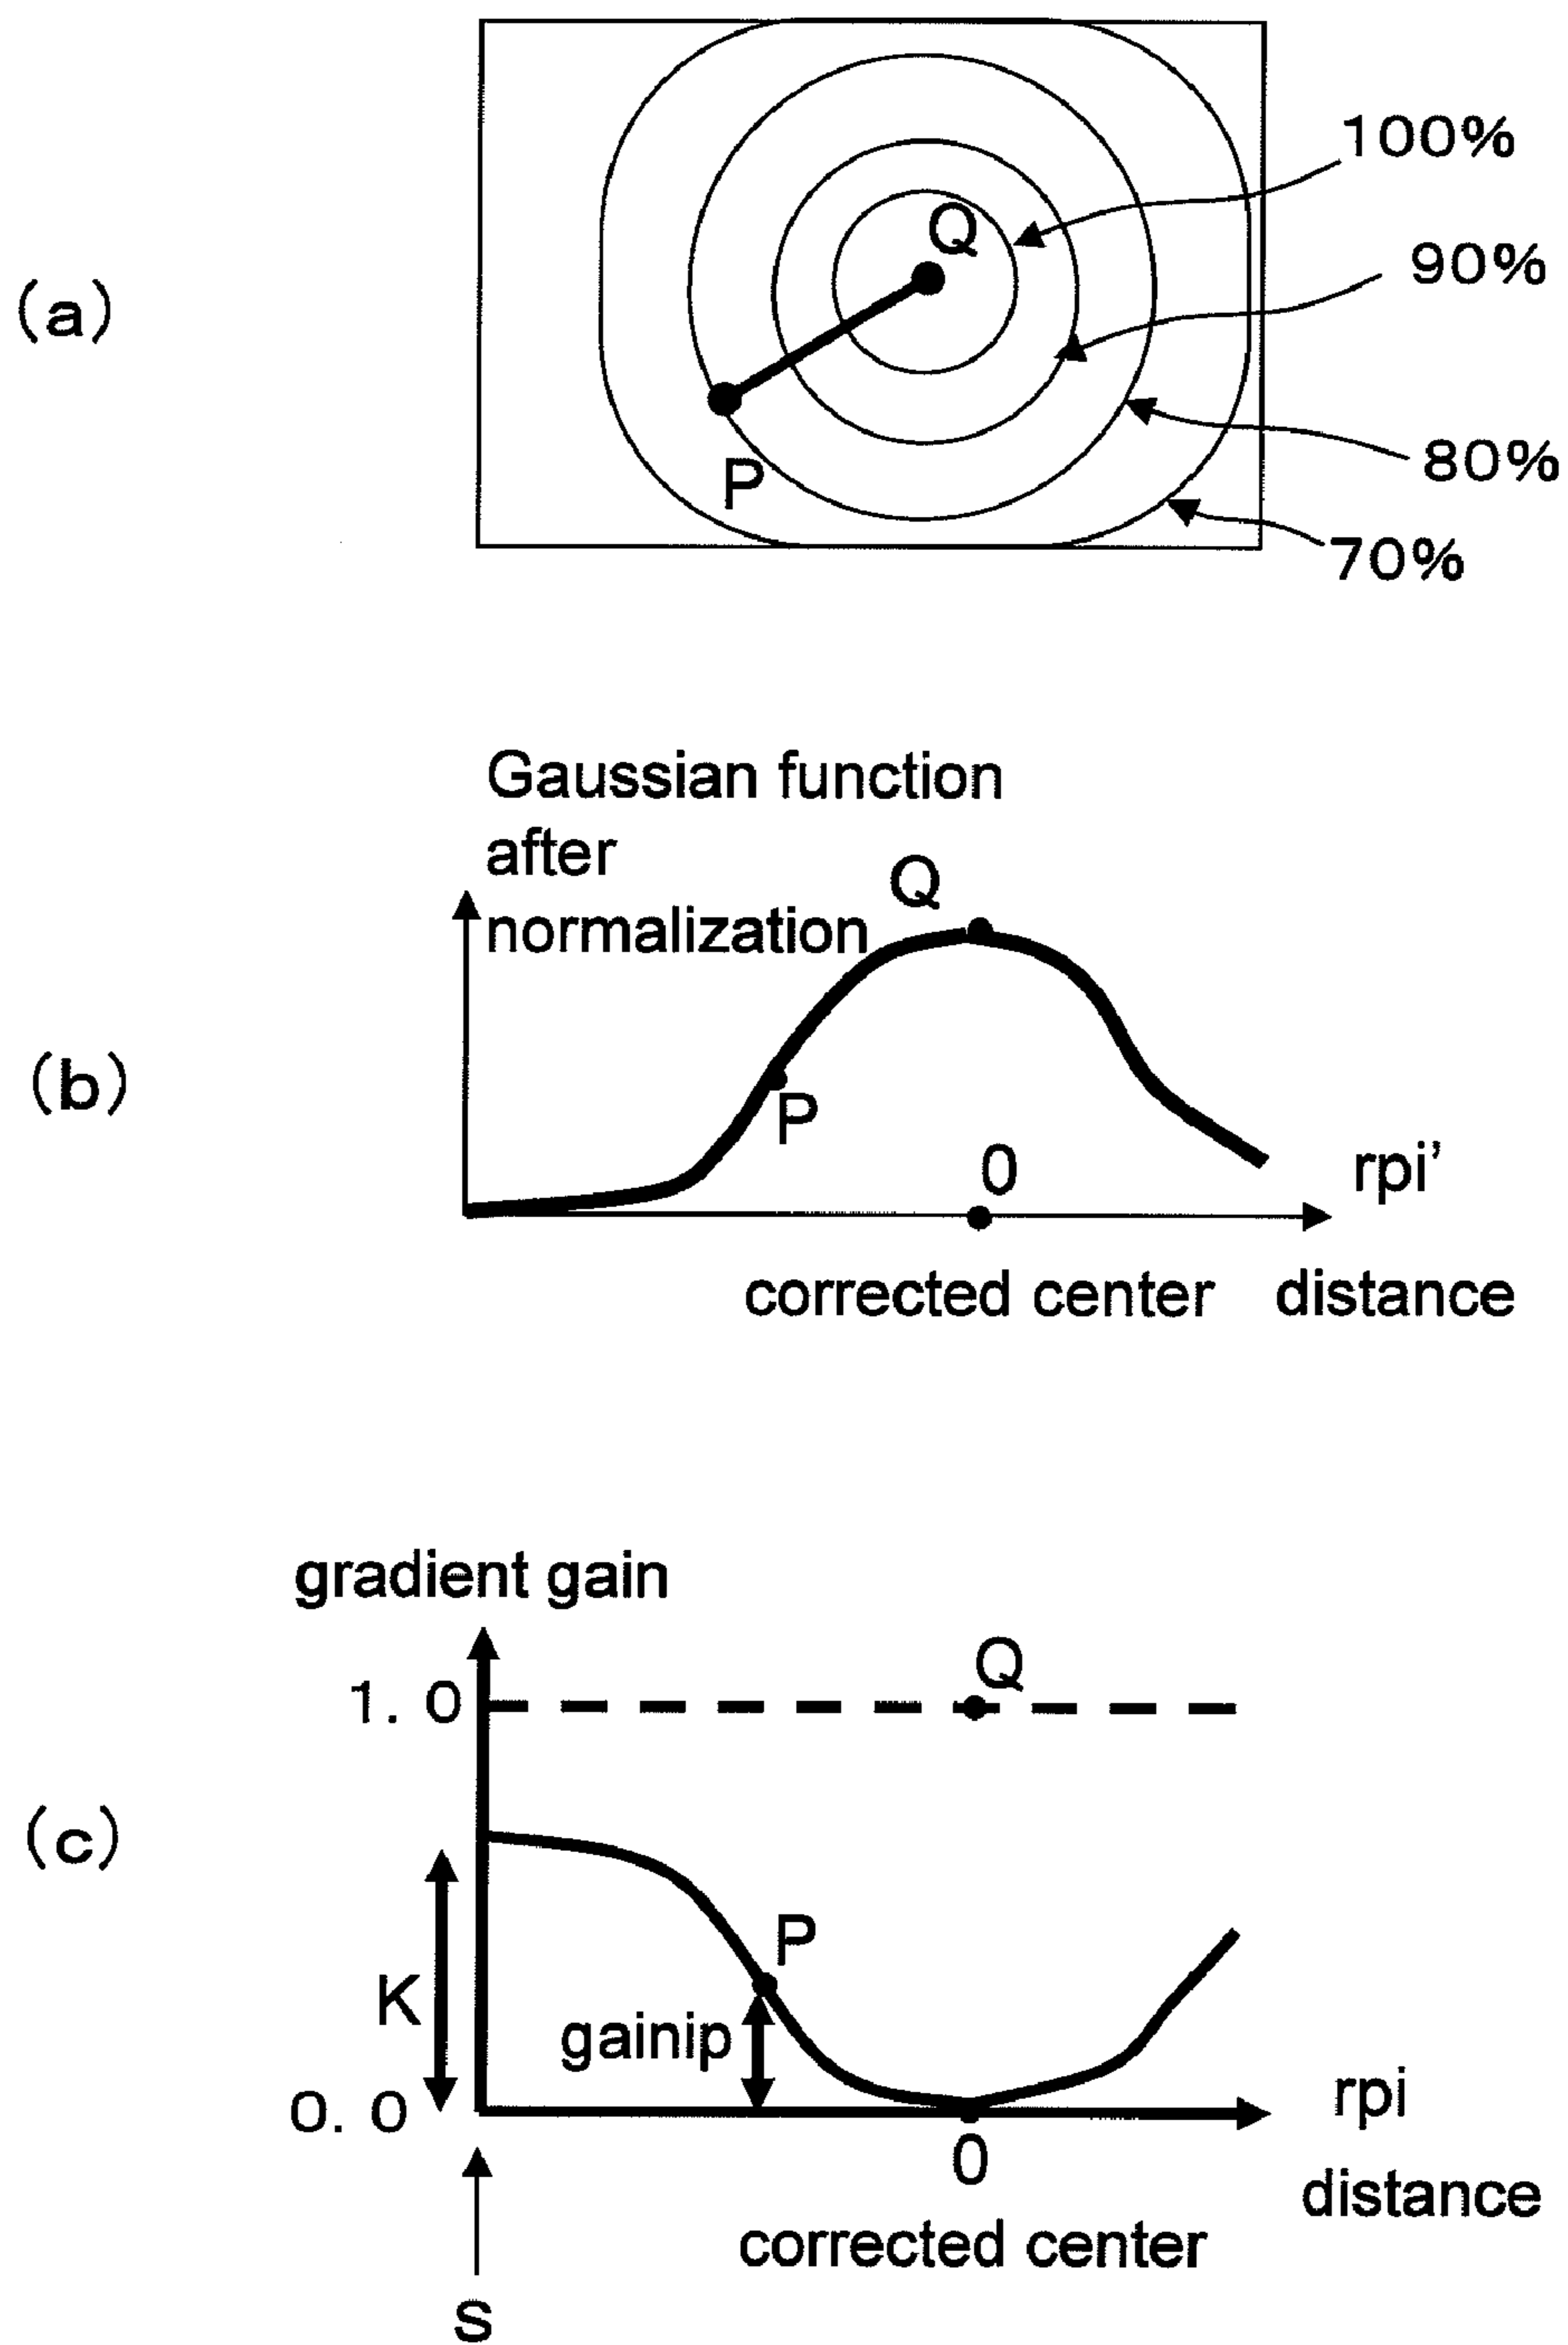 (a)
100%
Q
90%
P
80%
70%
Gaussian function
after
normalization
Q
(b)
P
0
rpi’
corrected center
distance
gradient gain
1. 0
Q
(c)
P
K
gainip
0. 0
rpi
0
distance
corrected center
S